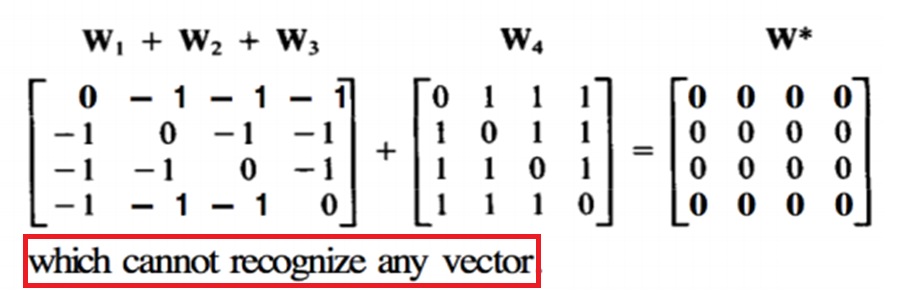 W₁ + W₂ + W₃ W₄ W*
0 − 1 − 1 − 1 0 1 1 1 0 0 0 0
−1 0 −1 −1 1 0 1 1 0 0 0 0
+ =
−1 −1 0 −1 1 1 0 1 0 0 0 0
−1 − 1 − 1 0 1 1 1 0 0 0 0 0
which cannot recognize any vector